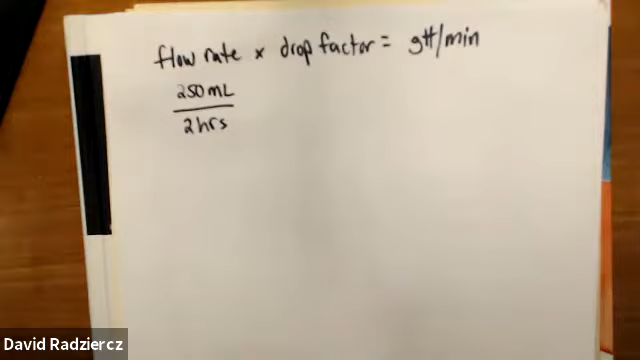 flow rate × drop factor = gtt/min
250 mL
2 hrs
David Radziercz